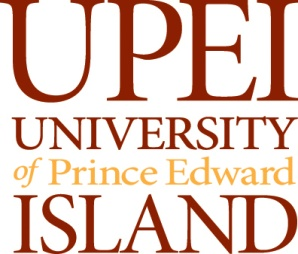 UPEI
UNIVERSITY
of Prince Edward
ISLAND